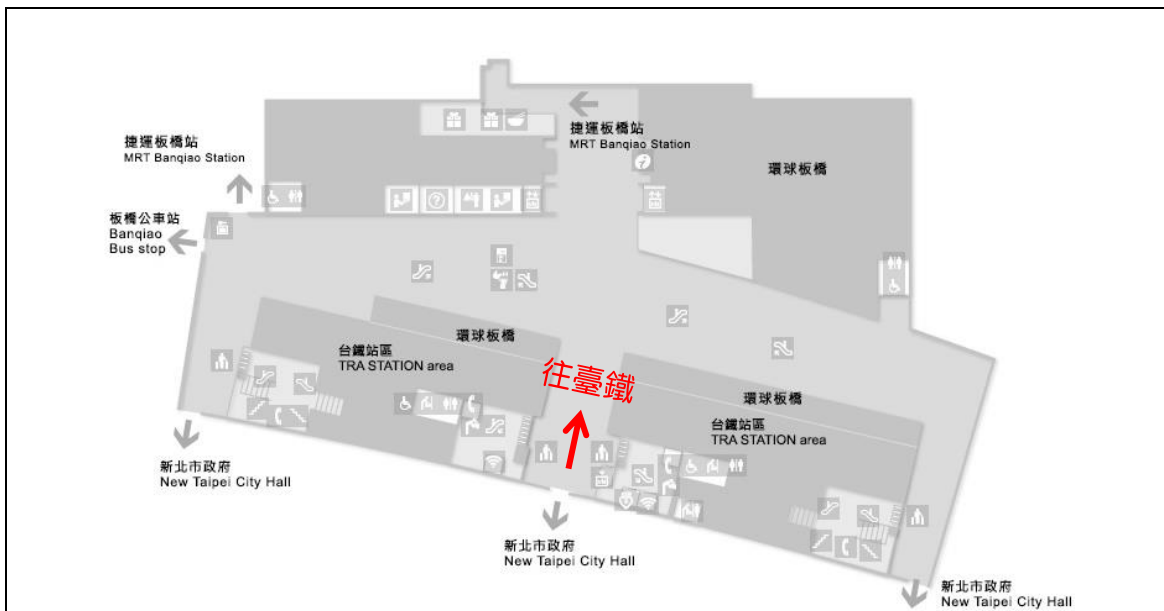 捷運板橋站
MRT Banqiao Station
捷運板橋站
MRT Banqiao Station
環球板橋
板橋公車站
Banqiao
Bus stop
環球板橋
台鐵站區
TRA STATION area
往臺鐵
環球板橋
台鐵站區
TRA STATION area
新北市政府
New Taipei City Hall
新北市政府
New Taipei City Hall
新北市政府
New Taipei City Hall